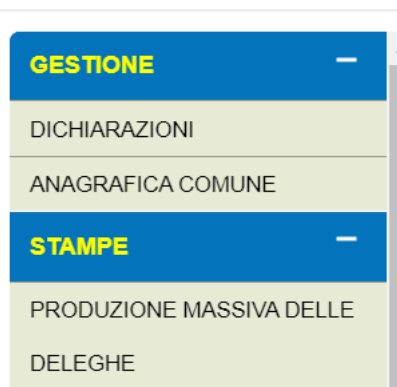 GESTIONE
DICHIARAZIONI
ANAGRAFICA COMUNE
STAMPE
PRODUZIONE MASSIVA DELLE
DELEGHE